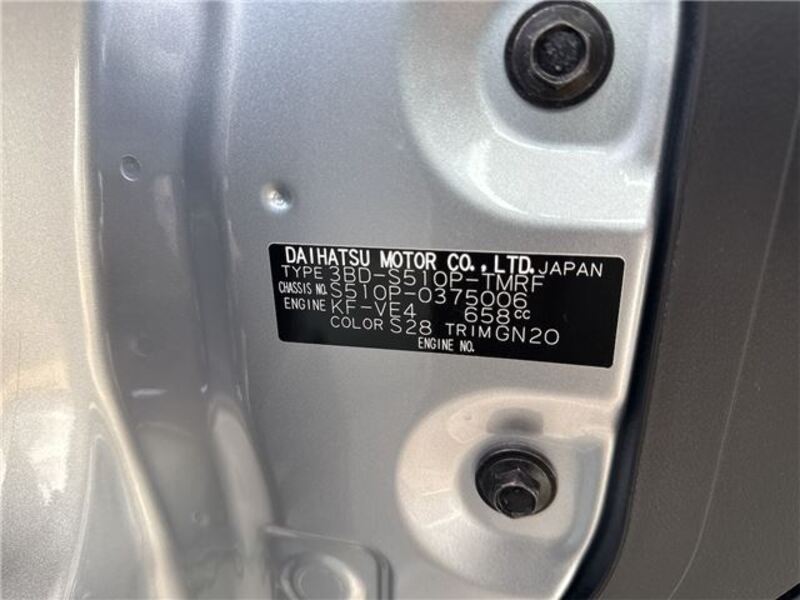 DAIHATSU MOTOR CO.,LTD. JAPAN
TYPE 3BD-S510P-TMRF
CHASSIS NO. S510P-0375006
ENGINE KF-VE4 658cc
COLOR S28 TRIM GN20
ENGINE NO.